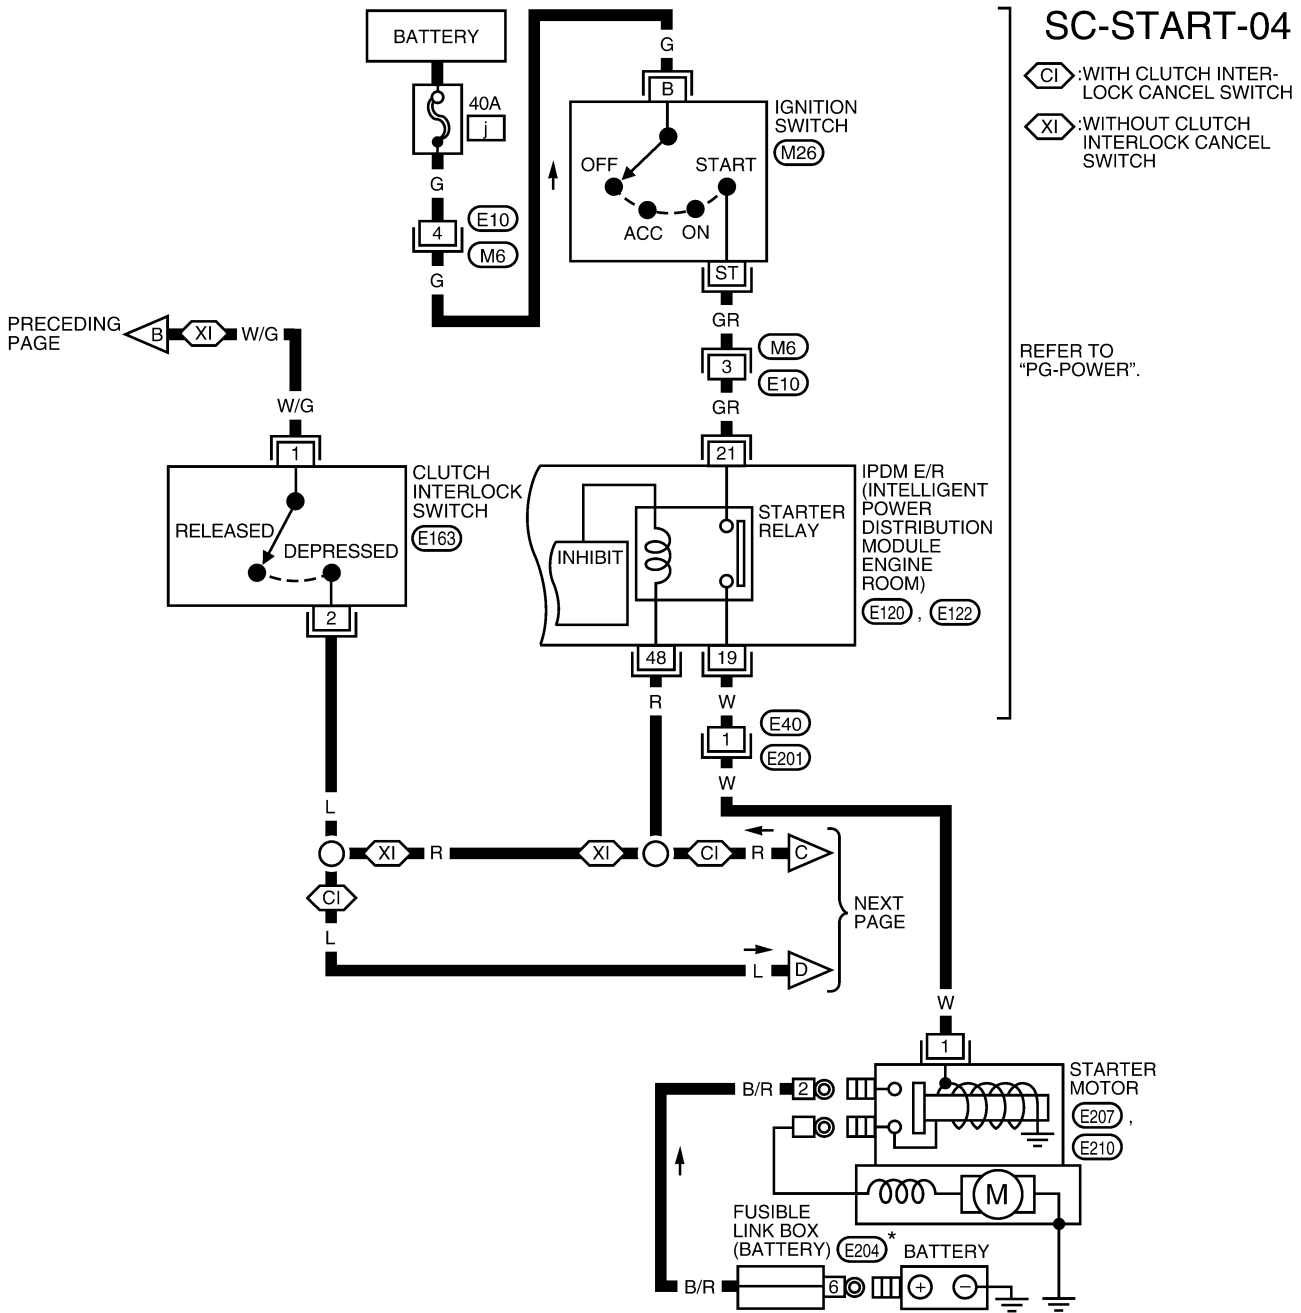 SC-START-04
CI :WITH CLUTCH INTER-
LOCK CANCEL SWITCH
XI :WITHOUT CLUTCH
INTERLOCK CANCEL
SWITCH
BATTERY
40A
j
G
4
E10
M6
G
G
B
IGNITION
SWITCH
M26
OFF
START
ACC
ON
ST
GR
3
M6
E10
GR
21
REFER TO
“PG-POWER”.
PRECEDING
PAGE
B
XI
W/G
W/G
1
CLUTCH
INTERLOCK
SWITCH
E163
RELEASED
DEPRESSED
2
IPDM E/R
(INTELLIGENT
POWER
DISTRIBUTION
MODULE
ENGINE
ROOM)
E120 , E122
STARTER
RELAY
INHIBIT
48
19
R
W
1
E40
E201
W
L
XI
R
XI
CI
R
C
CI
L
L
D
NEXT
PAGE
W
1
STARTER
MOTOR
E207 ,
E210
B/R
2
M
FUSIBLE
LINK BOX
(BATTERY)
E204 *
BATTERY
B/R
6
+
−